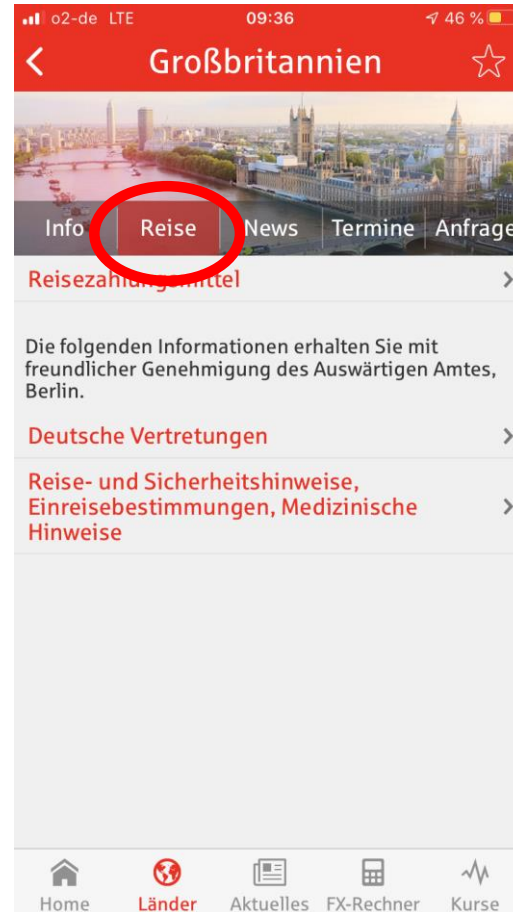 o2-de LTE 09:36 46 %
Großbritannien
Info Reise News Termine Anfrage
Reisezahlungsmittel
Die folgenden Informationen erhalten Sie mit
freundlicher Genehmigung des Auswärtigen Amtes,
Berlin.
Deutsche Vertretungen
Reise- und Sicherheitshinweise,
Einreisebestimmungen, Medizinische
Hinweise
Home Länder Aktuelles FX-Rechner Kurse